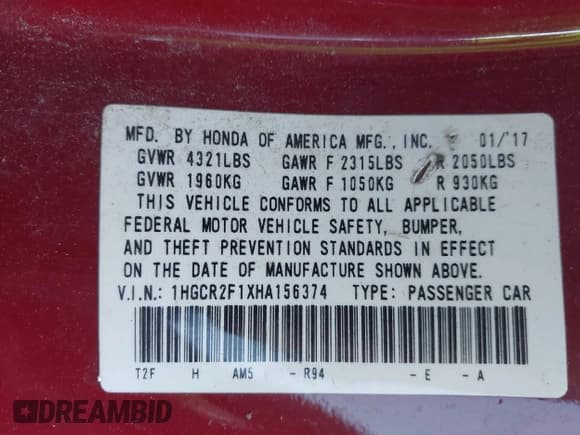 MFD. BY HONDA OF AMERICA MFG., INC. 01/'17
GVWR 4321LBS GAWR F 2315LBS R 2050LBS
GVWR 1960KG GAWR F 1050KG R 930KG
THIS VEHICLE CONFORMS TO ALL APPLICABLE
FEDERAL MOTOR VEHICLE SAFETY, BUMPER,
AND THEFT PREVENTION STANDARDS IN EFFECT
ON THE DATE OF MANUFACTURE SHOWN ABOVE.
V.I.N.: 1HGCR2F1XHA156374 TYPE: PASSENGER CAR
T2F H AM5 - R94 - E - A
DREAMBID